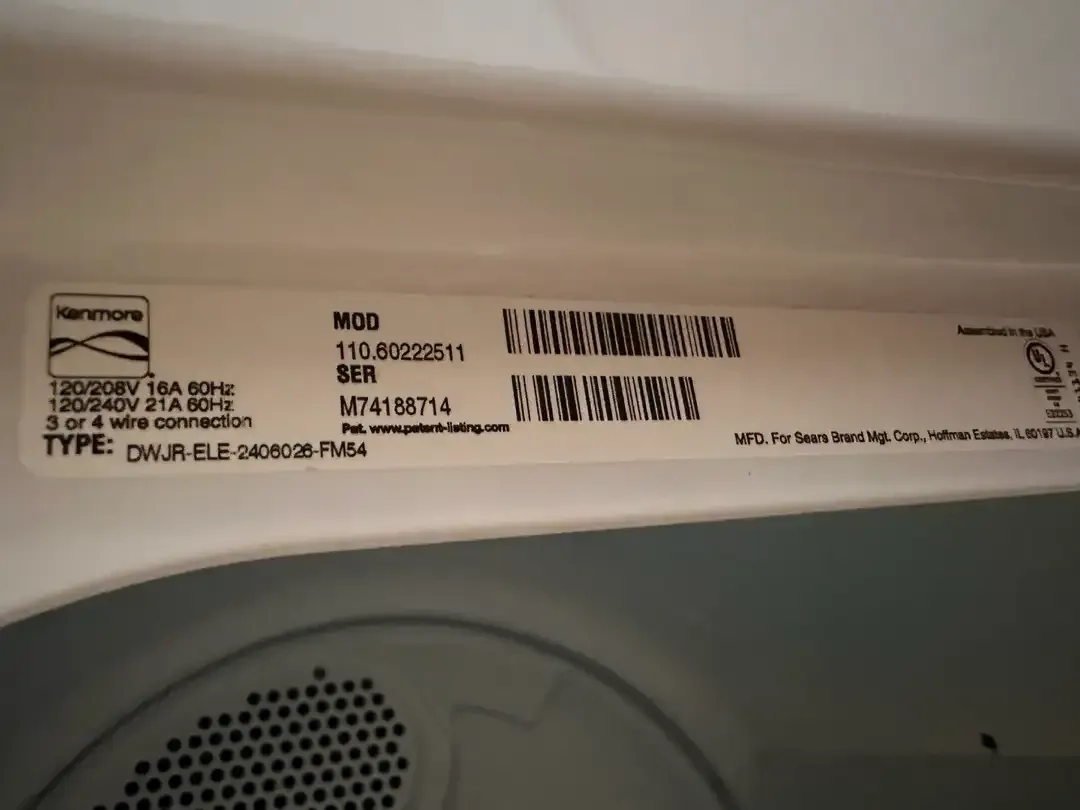 Kenmore
120/208V 16A 60Hz
120/240V 21A 60Hz
3 or 4 wire connection
TYPE: DWJR-ELE-2406026-FM54
MOD
110.60222511
SER
M74188714
Pat. www.patent-listing.com
Assembled in the USA
UL
MFD. For Sears Brand Mgt. Corp., Hoffman Estates, IL 60197 U.S.A